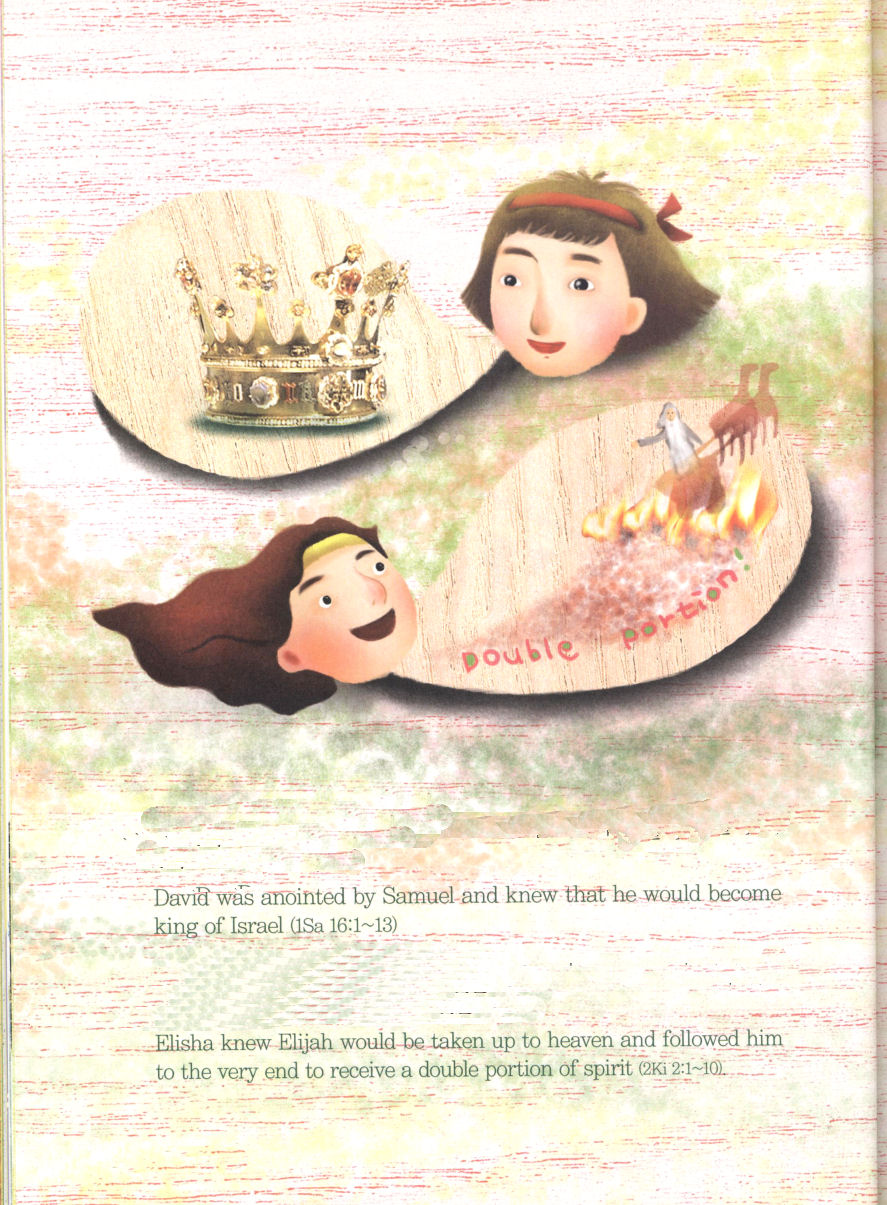 Double portion!
David was anointed by Samuel and knew that he would become
king of Israel (1Sa 16:1~13)
Elisha knew Elijah would be taken up to heaven and followed him
to the very end to receive a double portion of spirit (2Ki 2:1~10).